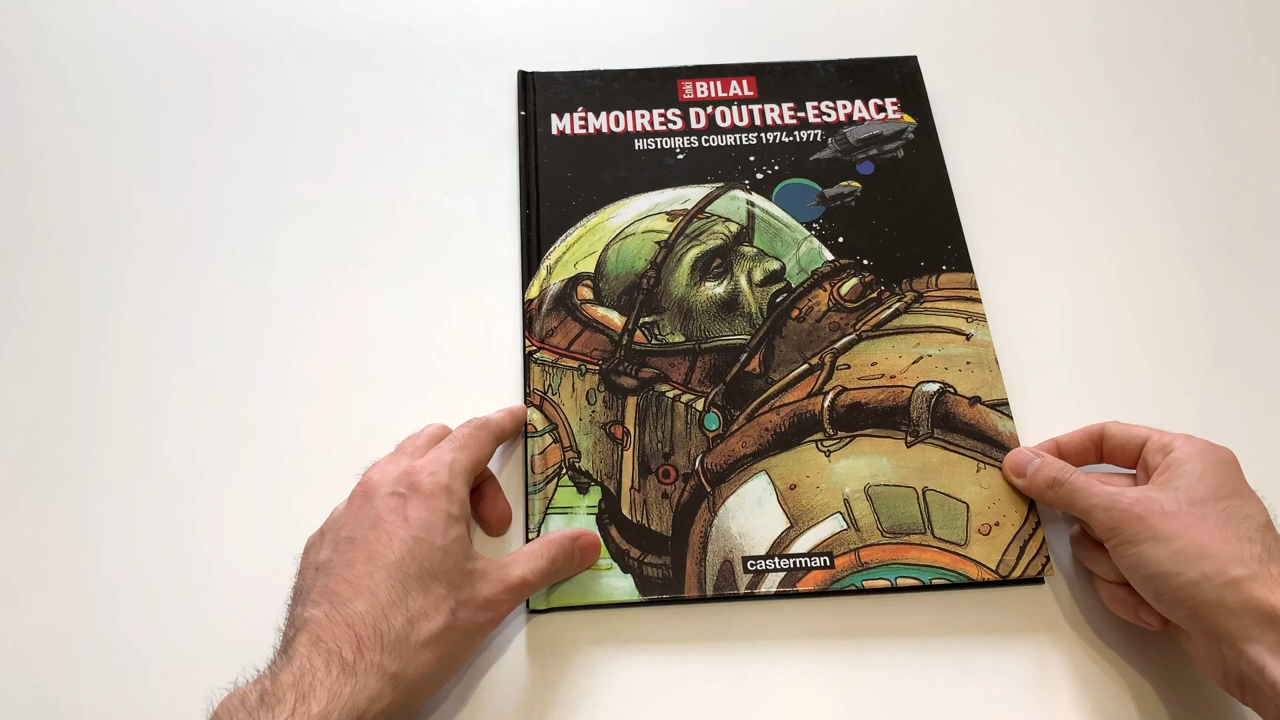 Enki BILAL
MÉMOIRES D'OUTRE-ESPACE
HISTOIRES COURTES 1974•1977
casterman